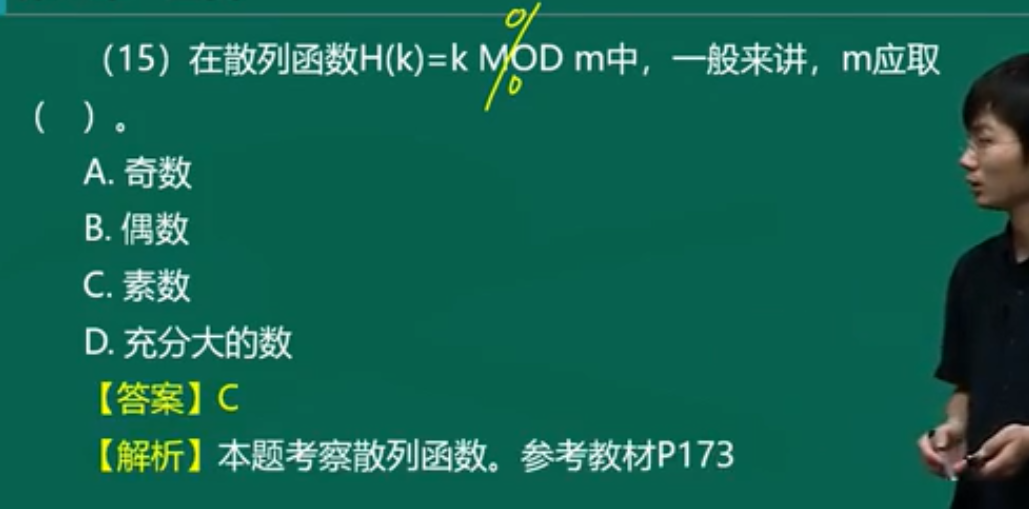 (15) 在散列函数H(k)=k MOD m中，一般来讲，m应取
( ) 。
A. 奇数
B. 偶数
C. 素数
D. 充分大的数
【答案】C
【解析】本题考察散列函数。参考教材P173
%